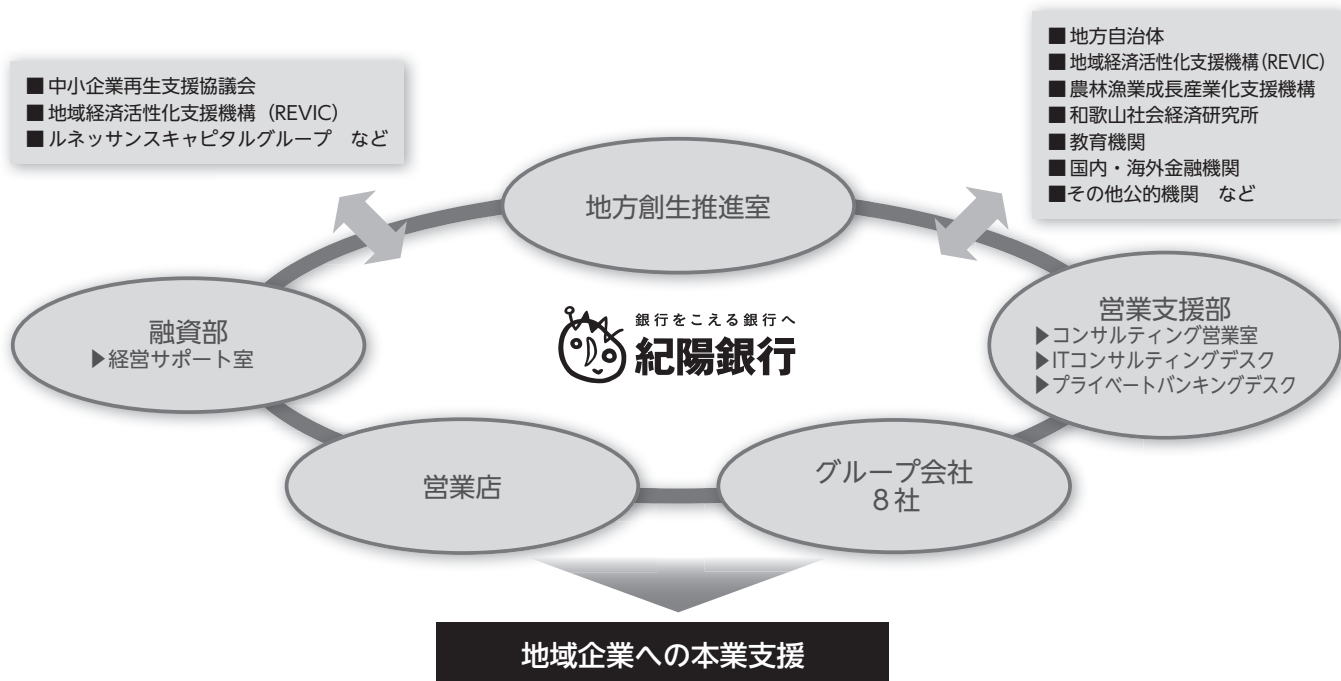 ■中小企業再生支援協議会
■地域経済活性化支援機構（REVIC）
■ルネッサンスキャピタルグループ　など
■地方自治体
■地域経済活性化支援機構（REVIC）
■農林漁業成長産業化支援機構
■和歌山社会経済研究所
■教育機関
■国内・海外金融機関
■その他公的機関　など
地方創生推進室
融資部
▶経営サポート室
銀行をこえる銀行へ
紀陽銀行
営業支援部
▶コンサルティング営業室
▶ITコンサルティングデスク
▶プライベートバンキングデスク
営業店
グループ会社
８社
地域企業への本業支援